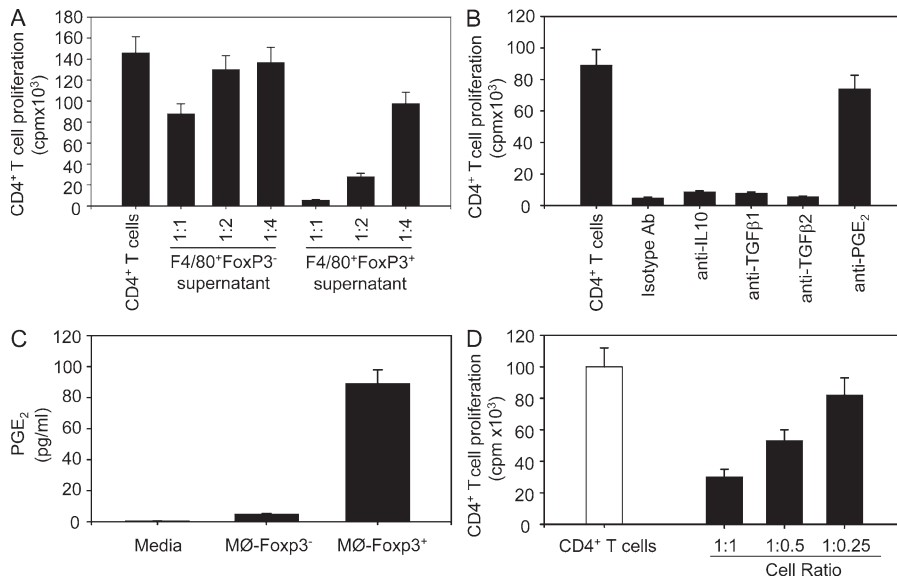 A
CD4⁺ T cell proliferation
(cpmx10³)
180
160
140
120
100
80
60
40
20
0
CD4⁺ T cells
1:1
1:2
1:4
1:1
1:2
1:4
F4/80⁺FoxP3⁻
supernatant
F4/80⁺FoxP3⁺
supernatant
B
CD4⁺ T cell proliferation
(cpmx10³)
120
100
80
60
40
20
0
CD4⁺ T cells
Isotype Ab
anti-IL10
anti-TGFβ1
anti-TGFβ2
anti-PGE₂
C
PGE₂
(pg/ml)
120
100
80
60
40
20
0
Media
MØ-Foxp3⁻
MØ-Foxp3⁺
D
CD4⁺ T cell proliferation
(cpm x10³)
120
100
80
60
40
20
0
CD4⁺ T cells
1:1
1:0.5
1:0.25
Cell Ratio